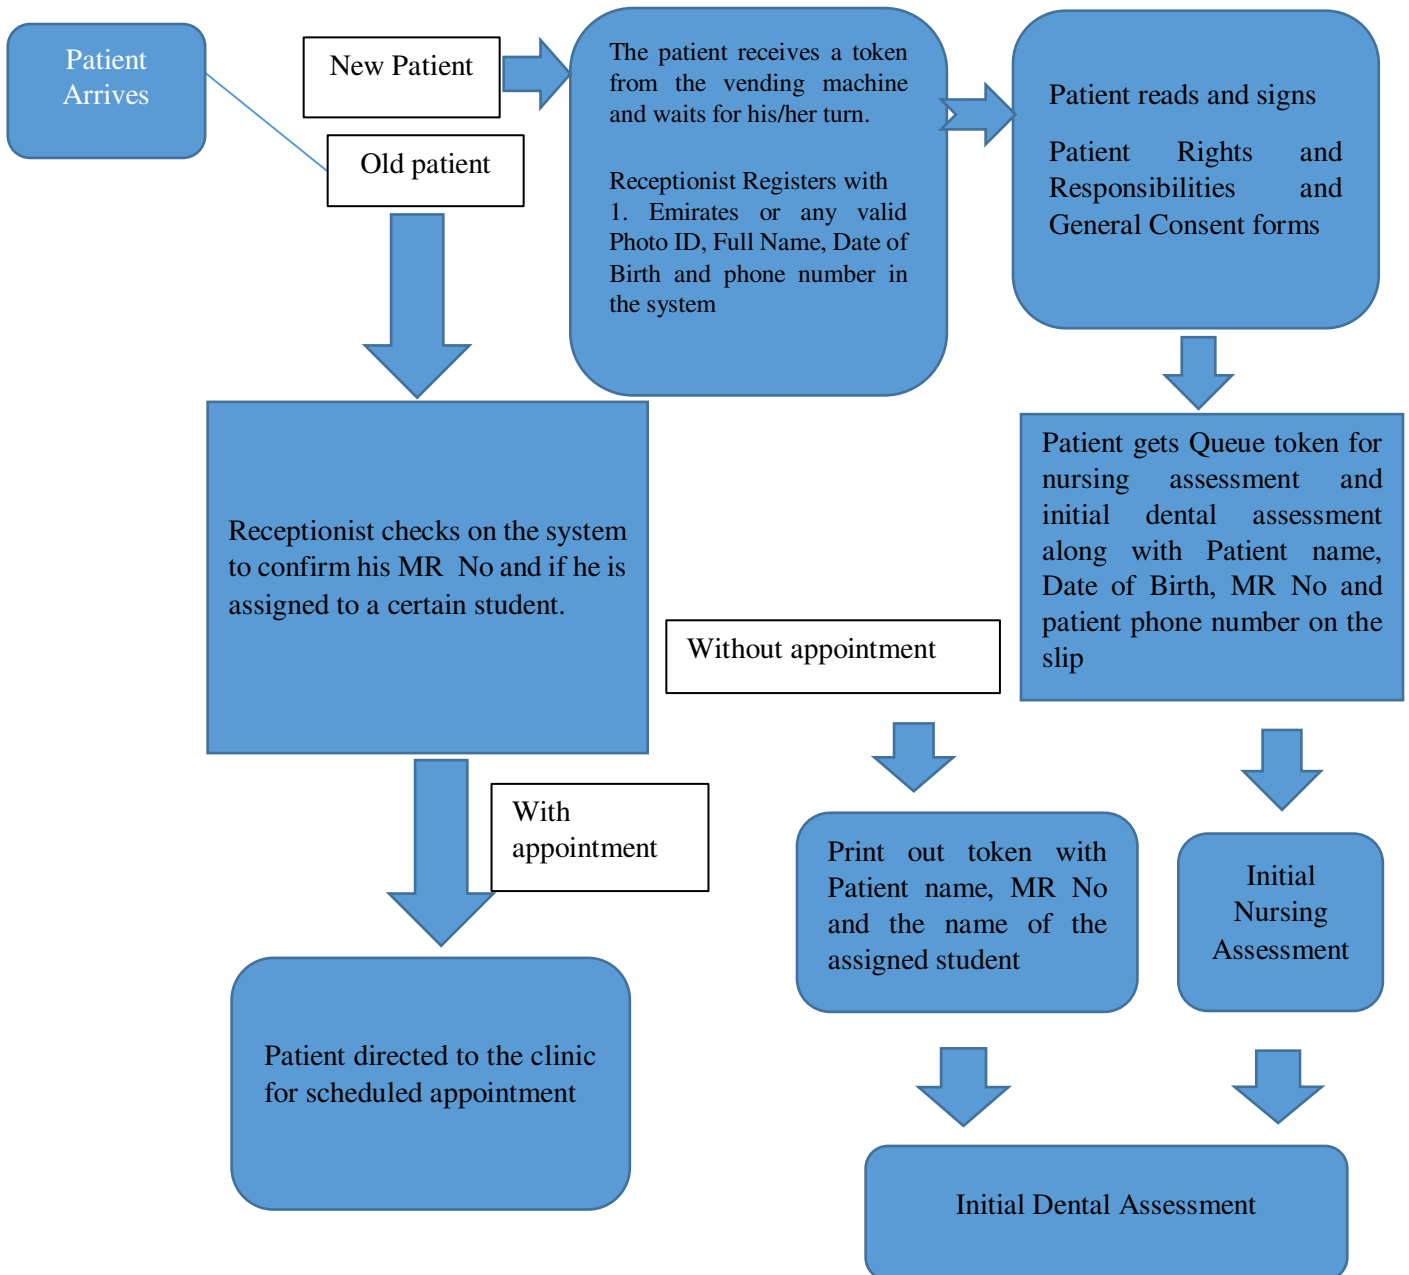 Patient
Arrives
New Patient
Old patient
The patient receives a token
from the vending machine
and waits for his/her turn.
Receptionist Registers with
1. Emirates or any valid
Photo ID, Full Name, Date of
Birth and phone number in
the system
Patient reads and signs
Patient Rights and
Responsibilities and
General Consent forms
Receptionist checks on the system
to confirm his MR No and if he is
assigned to a certain student.
Patient gets Queue token for
nursing assessment and
initial dental assessment
along with Patient name,
Date of Birth, MR No and
patient phone number on the
slip
Without appointment
With
appointment
Print out token with
Patient name, MR No
and the name of the
assigned student
Initial
Nursing
Assessment
Patient directed to the clinic
for scheduled appointment
Initial Dental Assessment